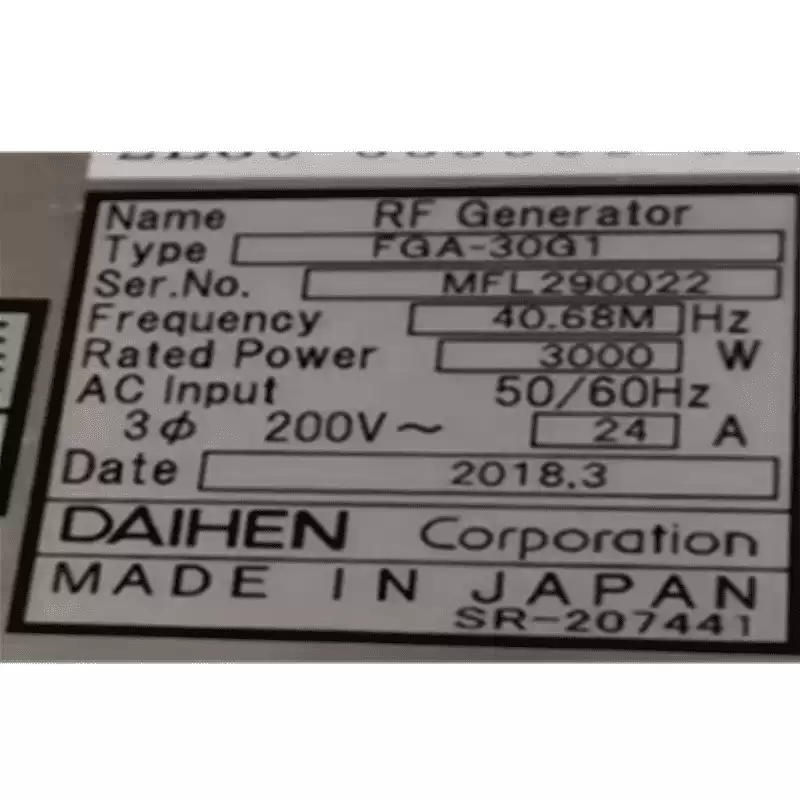 Name RF Generator
Type FGA-30G1
Ser.No. MFL290022
Frequency 40.68M Hz
Rated Power 3000 W
AC Input 50/60Hz
3φ 200V~ 24 A
Date 2018.3
DAIHEN Corporation
MADE IN JAPAN
SR-207441